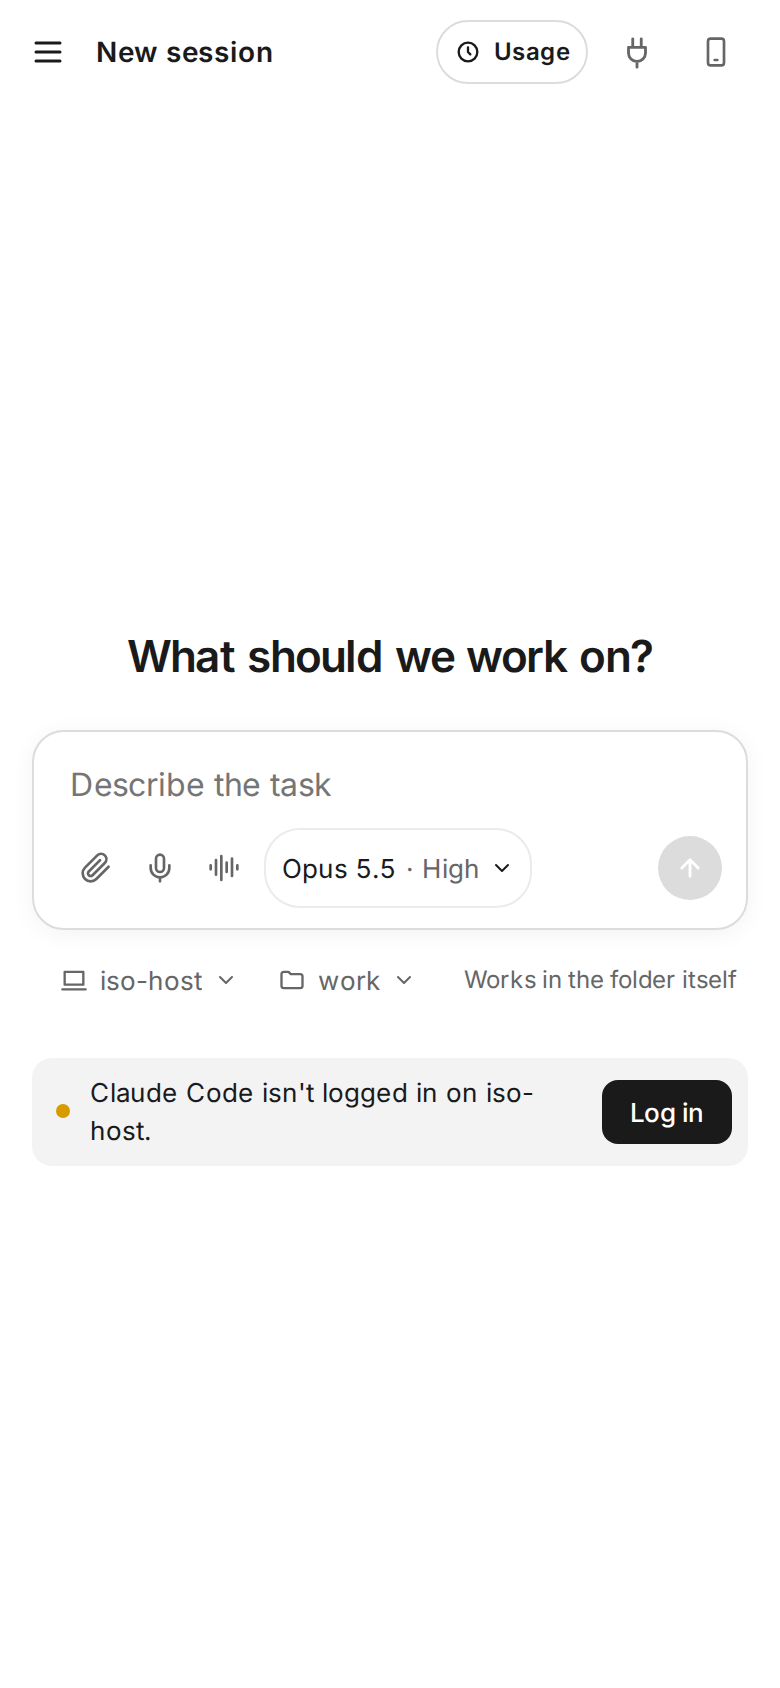 New session
Usage
What should we work on?
Describe the task
Opus 5.5 · High
iso-host
work
Works in the folder itself
Claude Code isn't logged in on iso-
host.
Log in